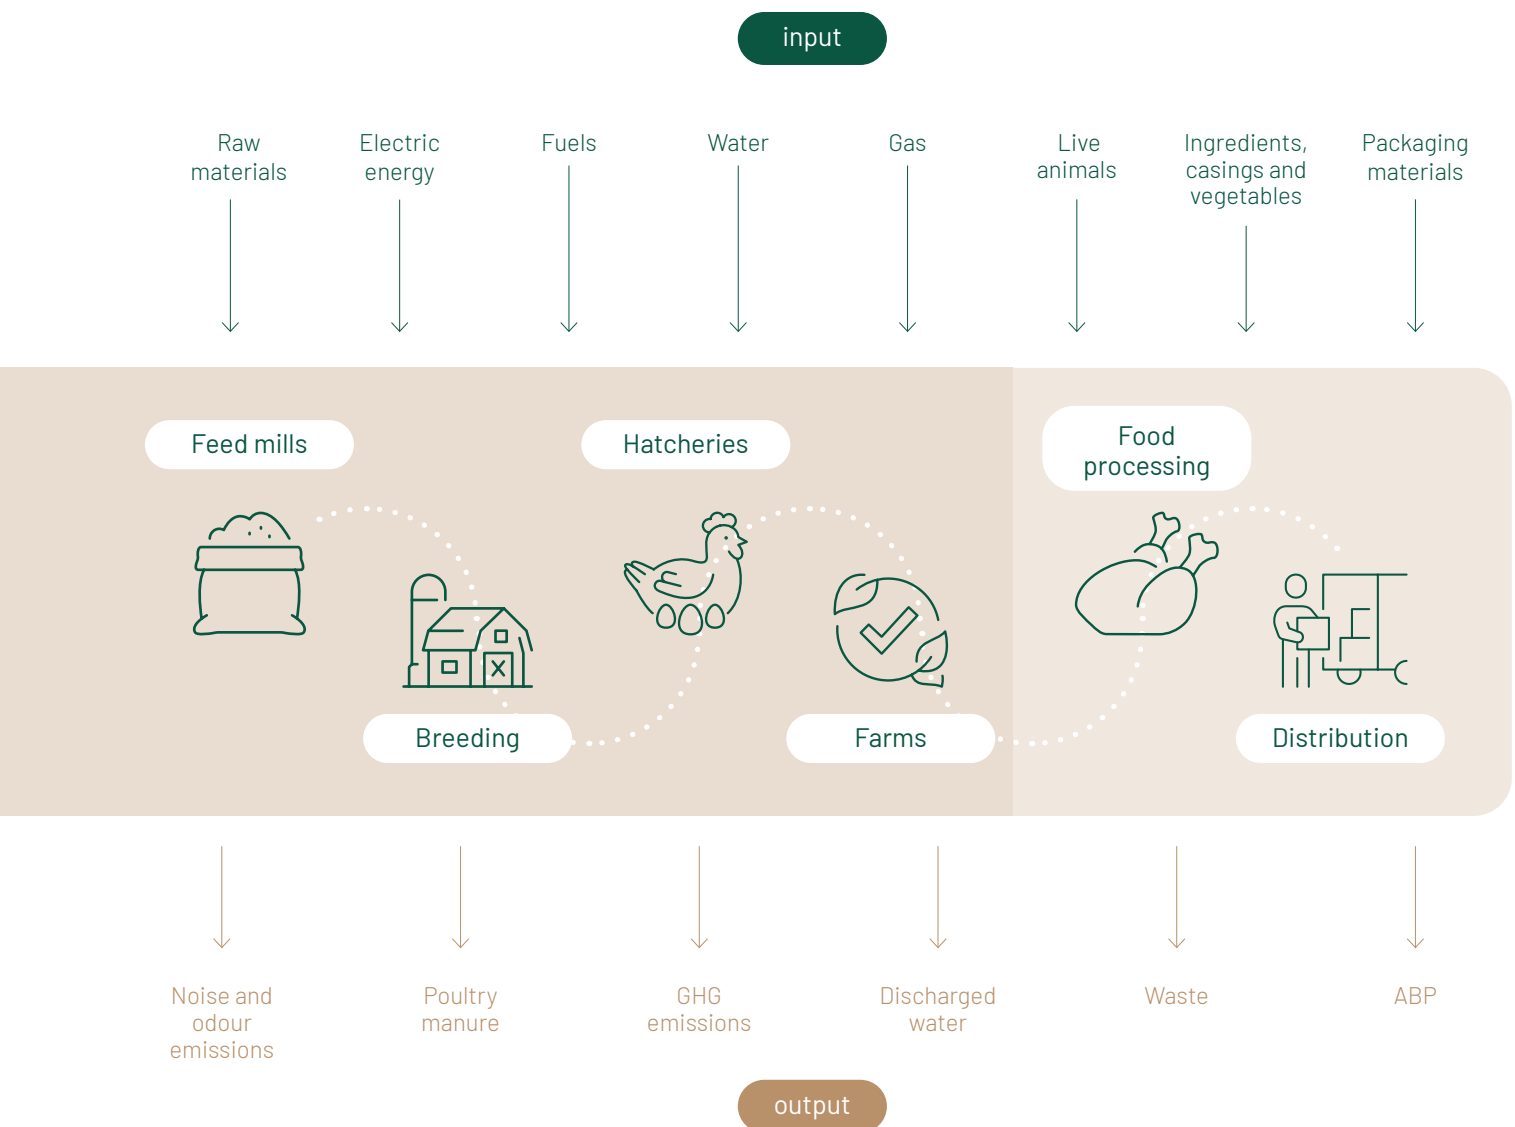 input
Raw
materials
Electric
energy
Fuels
Water
Gas
Live
animals
Ingredients,
casings and
vegetables
Packaging
materials
Feed mills
Hatcheries
Food
processing
Breeding
Farms
Distribution
Noise and
odour
emissions
Poultry
manure
GHG
emissions
Discharged
water
Waste
ABP
output